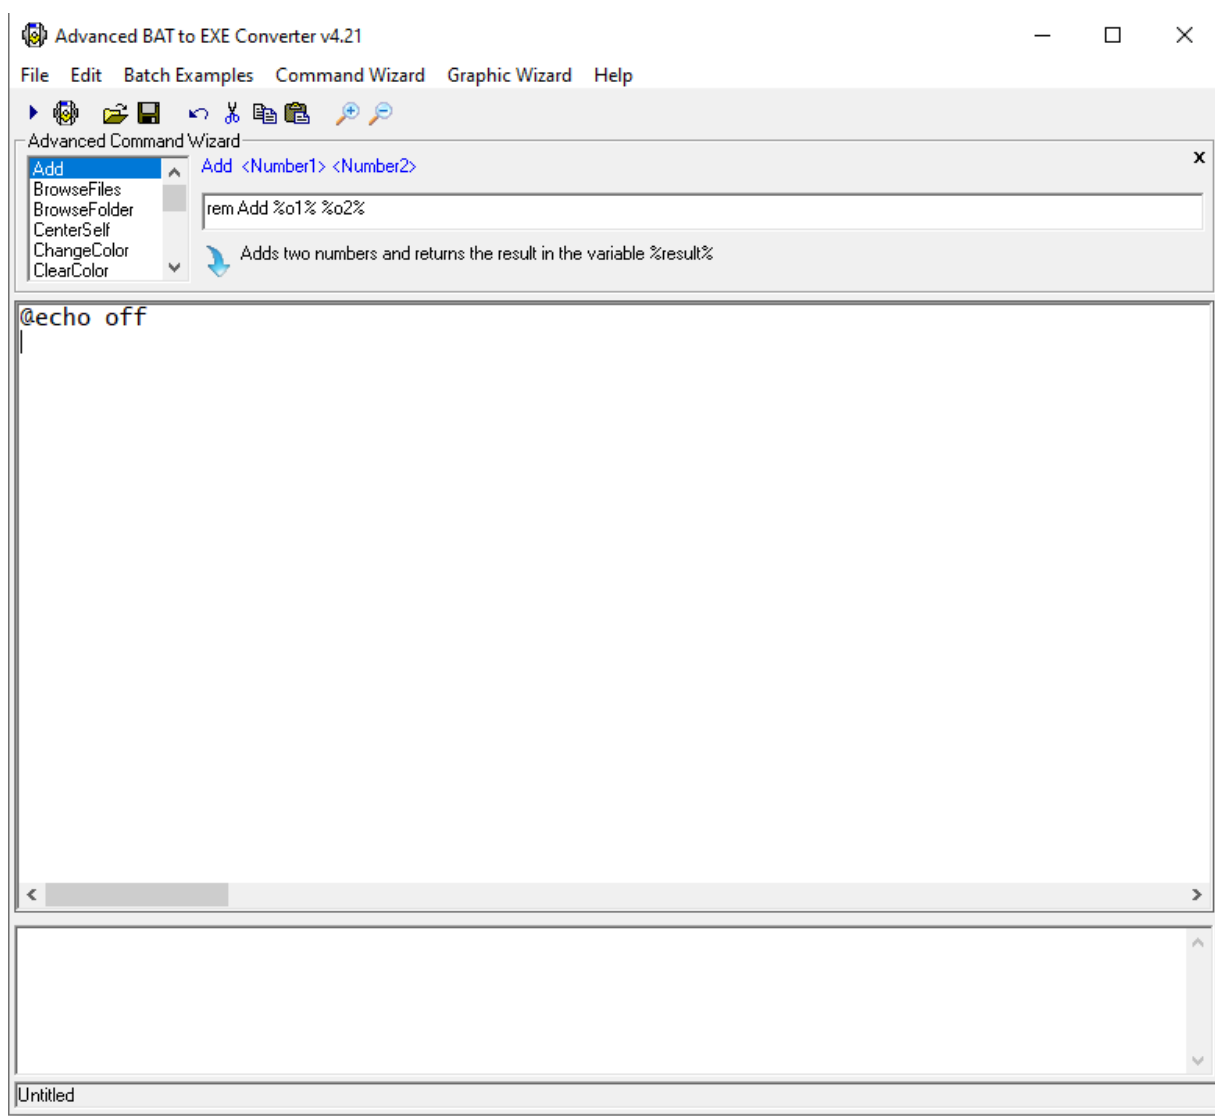 Advanced BAT to EXE Converter v4.21
File Edit Batch Examples Command Wizard Graphic Wizard Help
Advanced Command Wizard
x
Add
BrowseFiles
BrowseFolder
CenterSelf
ChangeColor
ClearColor
Add <Number1> <Number2>
rem Add %o1% %o2%
Adds two numbers and returns the result in the variable %result%
@echo off
Untitled